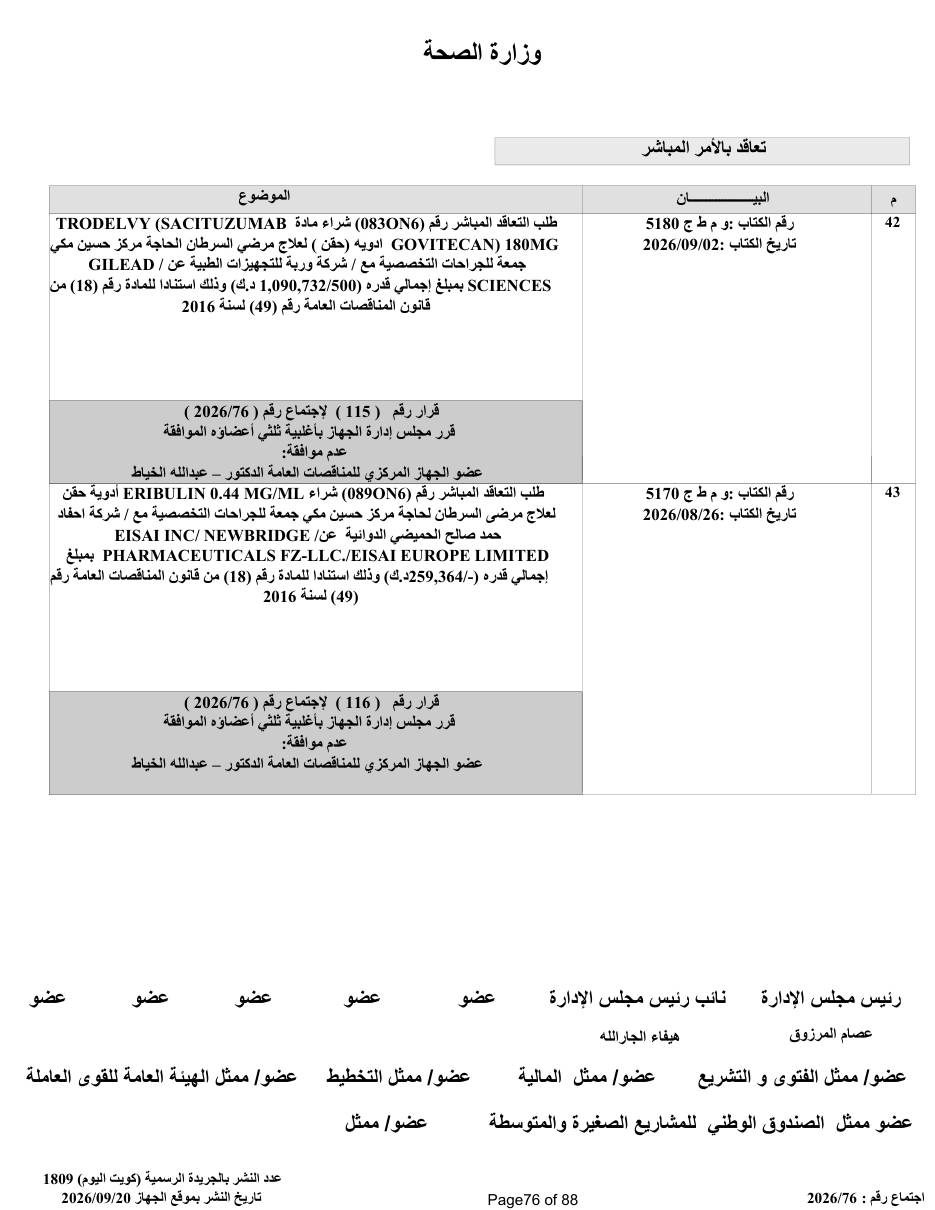 وزارة الصحة
تعاقد بالأمر المباشر
م
البيـــــــــــــــان
الموضوع
42
رقم الكتاب :و م ط ج 5180
تاريخ الكتاب :2026/09/02
طلب التعاقد المباشر رقم (083ON6) شراء مادة TRODELVY (SACITUZUMAB
GOVITECAN) 180MG ادويه (حقن ) لعلاج مرضي السرطان الحاجة مركز حسين مكي
جمعة للجراحات التخصصية مع / شركة وربة للتجهيزات الطبية عن / GILEAD
SCIENCES بمبلغ إجمالي قدره (1,090,732/500 د.ك) وذلك استنادا للمادة رقم (18) من
قانون المناقصات العامة رقم (49) لسنة 2016
قرار رقم ( 115 ) لإجتماع رقم ( 2026/76 )
قرر مجلس إدارة الجهاز بأغلبية ثلثي أعضاؤه الموافقة
عدم موافقة:
عضو الجهاز المركزي للمناقصات العامة الدكتور – عبدالله الخياط
43
رقم الكتاب :و م ط ج 5170
تاريخ الكتاب :2026/08/26
طلب التعاقد المباشر رقم (089ON6) شراء ERIBULIN 0.44 MG/ML أدوية حقن
لعلاج مرضى السرطان لحاجة مركز حسين مكي جمعة للجراحات التخصصية مع / شركة احفاد
حمد صالح الحميضي الدوائية عن/ EISAI INC/ NEWBRIDGE
PHARMACEUTICALS FZ-LLC./EISAI EUROPE LIMITED بمبلغ
إجمالي قدره (-/259,364د.ك) وذلك استنادا للمادة رقم (18) من قانون المناقصات العامة رقم
(49) لسنة 2016
قرار رقم ( 116 ) لإجتماع رقم ( 2026/76 )
قرر مجلس إدارة الجهاز بأغلبية ثلثي أعضاؤه الموافقة
عدم موافقة:
عضو الجهاز المركزي للمناقصات العامة الدكتور – عبدالله الخياط
رئيس مجلس الإدارة نائب رئيس مجلس الإدارة عضو عضو عضو عضو عضو
عصام المرزوق هيفاء الجارالله
عضو/ ممثل الفتوى و التشريع عضو/ ممثل المالية عضو/ ممثل التخطيط عضو/ ممثل الهيئة العامة للقوى العاملة
عضو ممثل الصندوق الوطني للمشاريع الصغيرة والمتوسطة عضو/ ممثل
عدد النشر بالجريدة الرسمية (كويت اليوم) 1809
اجتماع رقم : 2026/76 Page76 of 88 تاريخ النشر بموقع الجهاز 2026/09/20